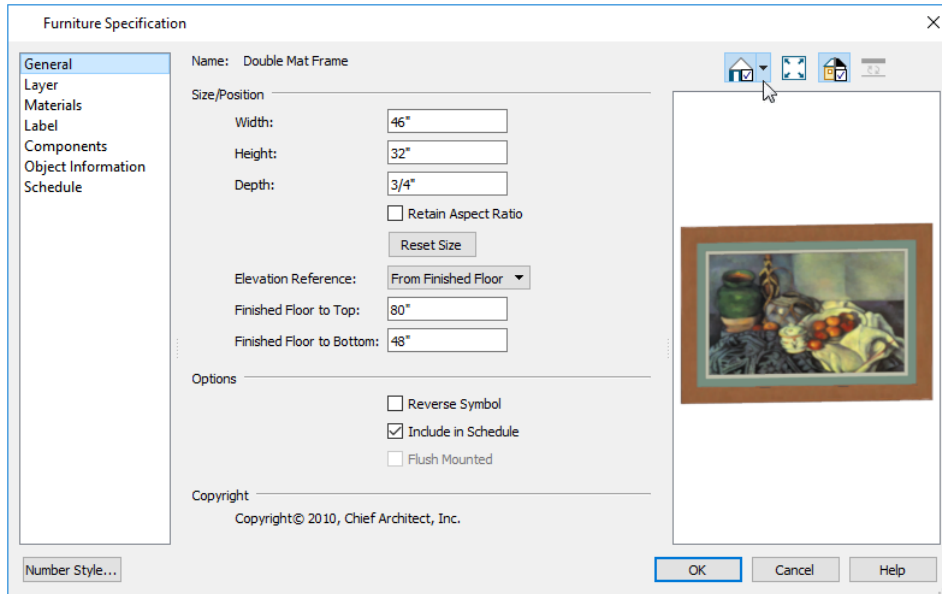 Furniture Specification
General
Layer
Materials
Label
Components
Object Information
Schedule
Name: Double Mat Frame
Size/Position
Width: 46"
Height: 32"
Depth: 3/4"
Retain Aspect Ratio
Reset Size
Elevation Reference: From Finished Floor
Finished Floor to Top: 80"
Finished Floor to Bottom: 48"
Options
Reverse Symbol
Include in Schedule
Flush Mounted
Copyright
Copyright© 2010, Chief Architect, Inc.
Number Style... OK Cancel Help